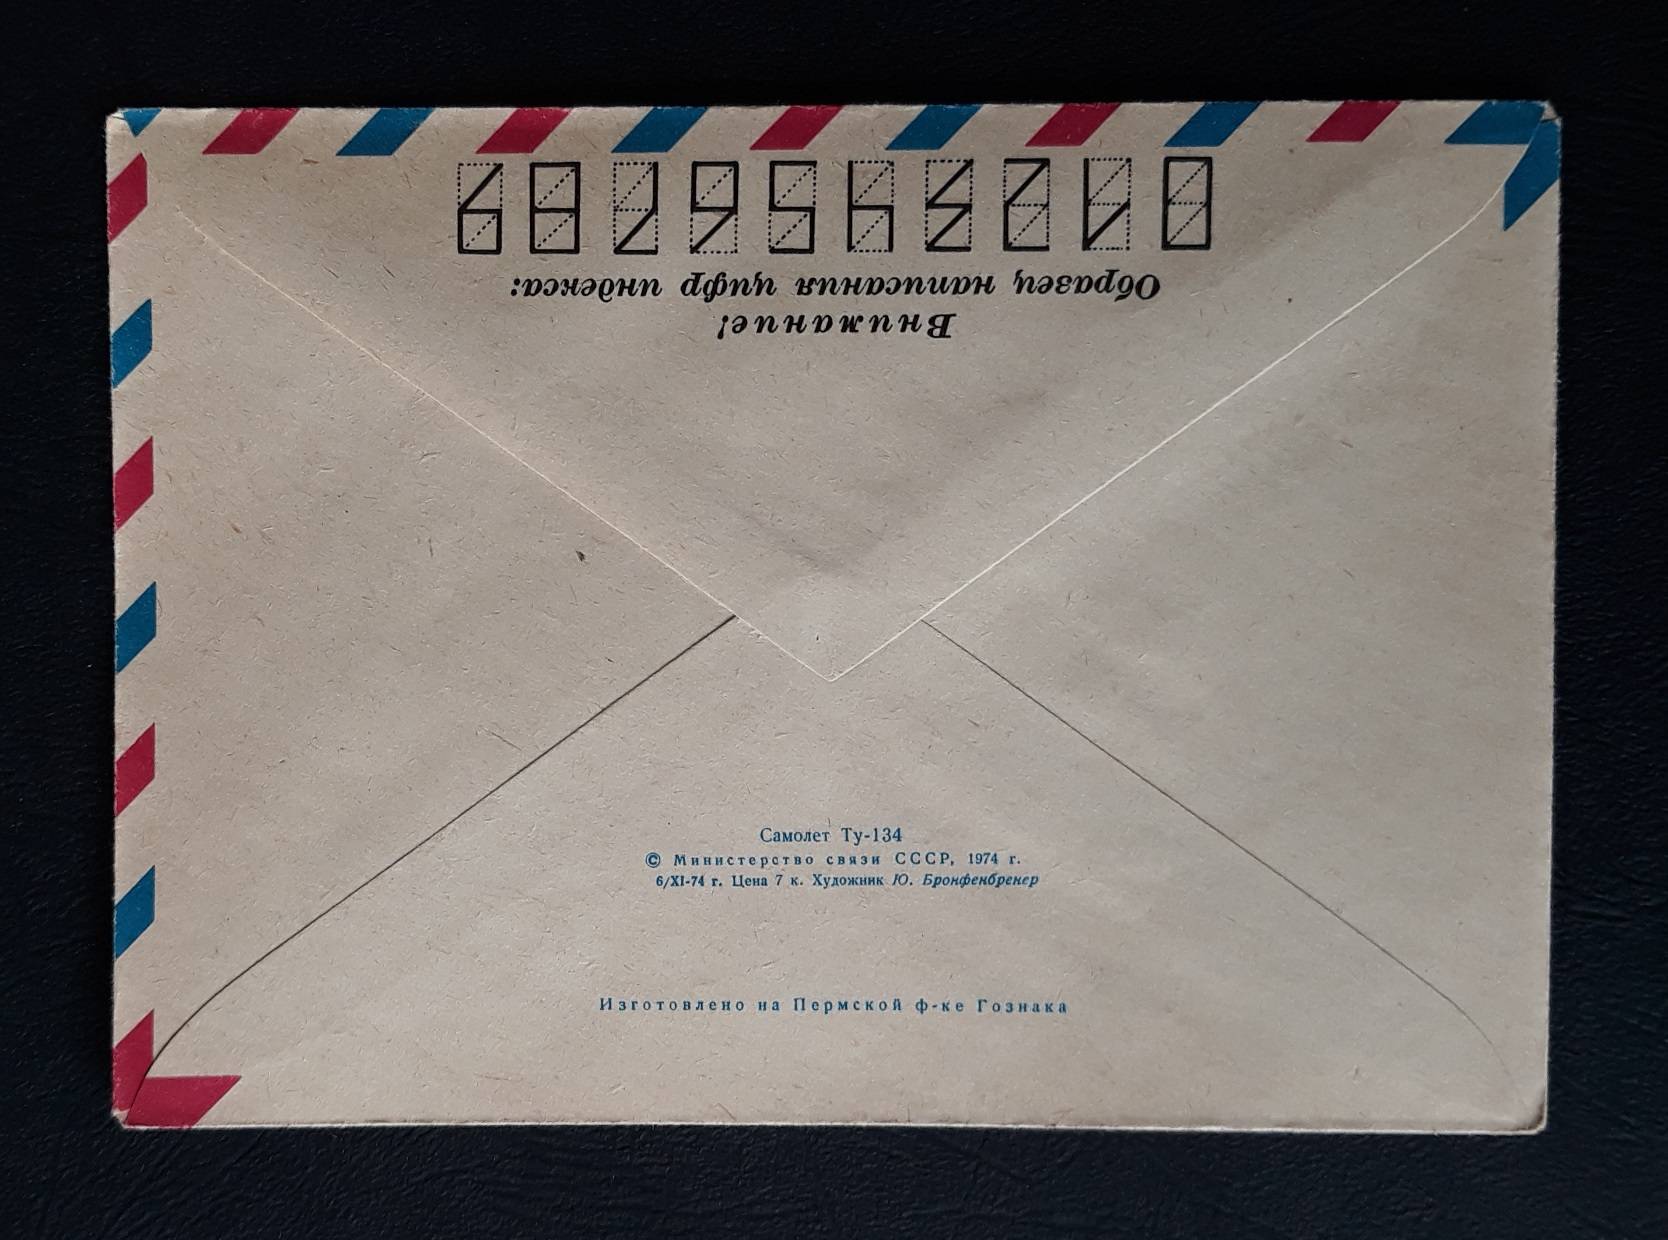 Внимание!
Образец написания цифр индекса:
0123456789
Самолет Ту-134
© Министерство связи СССР, 1974 г.
6/XI-74 г. Цена 7 к. Художник Ю. Бронфенбренер
Изготовлено на Пермской ф-ке Гознака